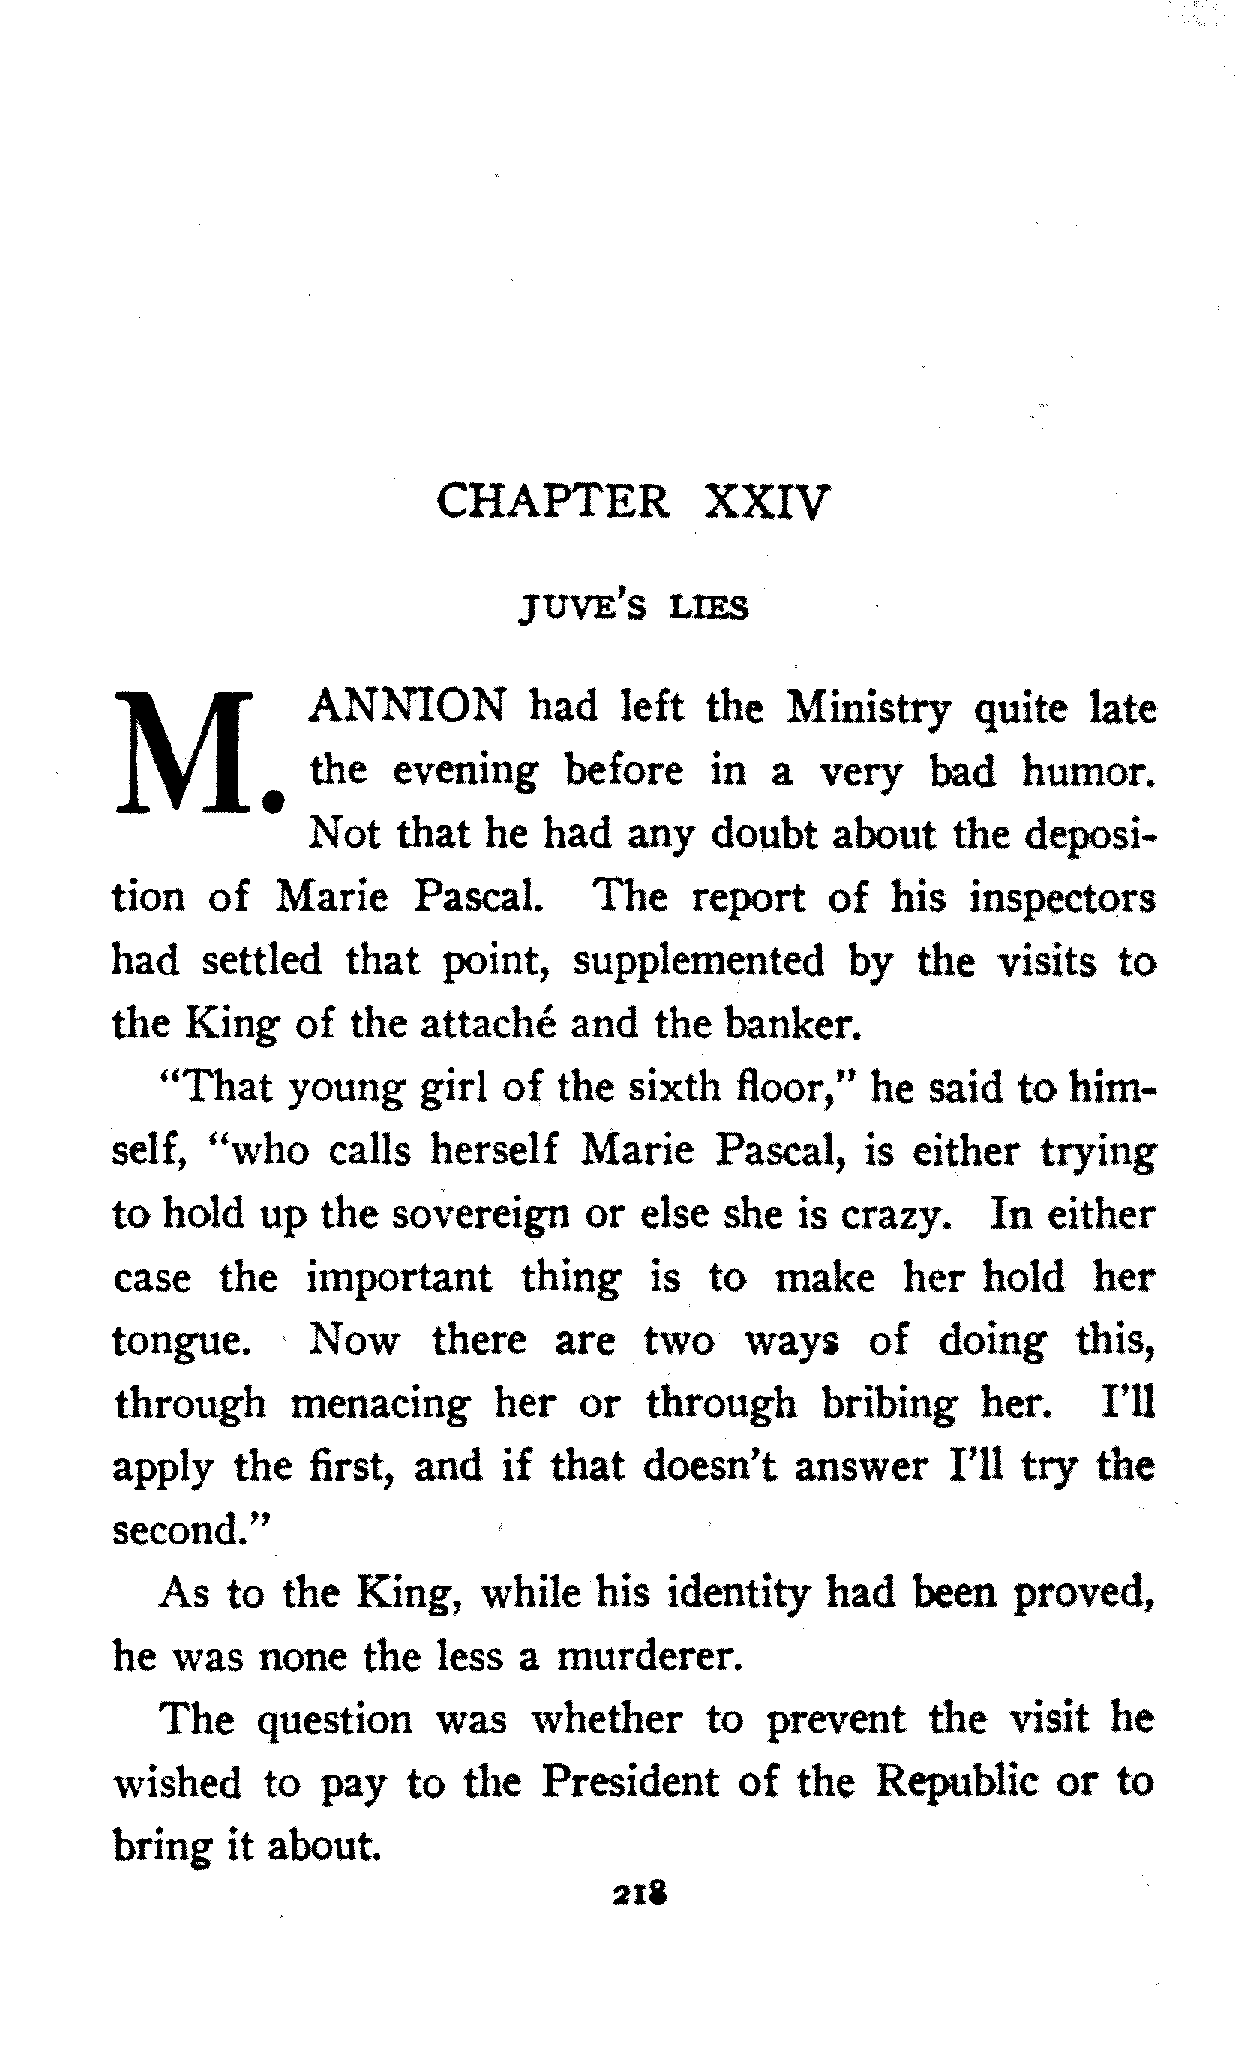 CHAPTER XXIV
JUVE'S LIES
M. ANNION had left the Ministry quite late
the evening before in a very bad humor.
Not that he had any doubt about the deposi-
tion of Marie Pascal. The report of his inspectors
had settled that point, supplemented by the visits to
the King of the attaché and the banker.
"That young girl of the sixth floor," he said to him-
self, "who calls herself Marie Pascal, is either trying
to hold up the sovereign or else she is crazy. In either
case the important thing is to make her hold her
tongue. Now there are two ways of doing this,
through menacing her or through bribing her. I'll
apply the first, and if that doesn't answer I'll try the
second."
As to the King, while his identity had been proved,
he was none the less a murderer.
The question was whether to prevent the visit he
wished to pay to the President of the Republic or to
bring it about.
218